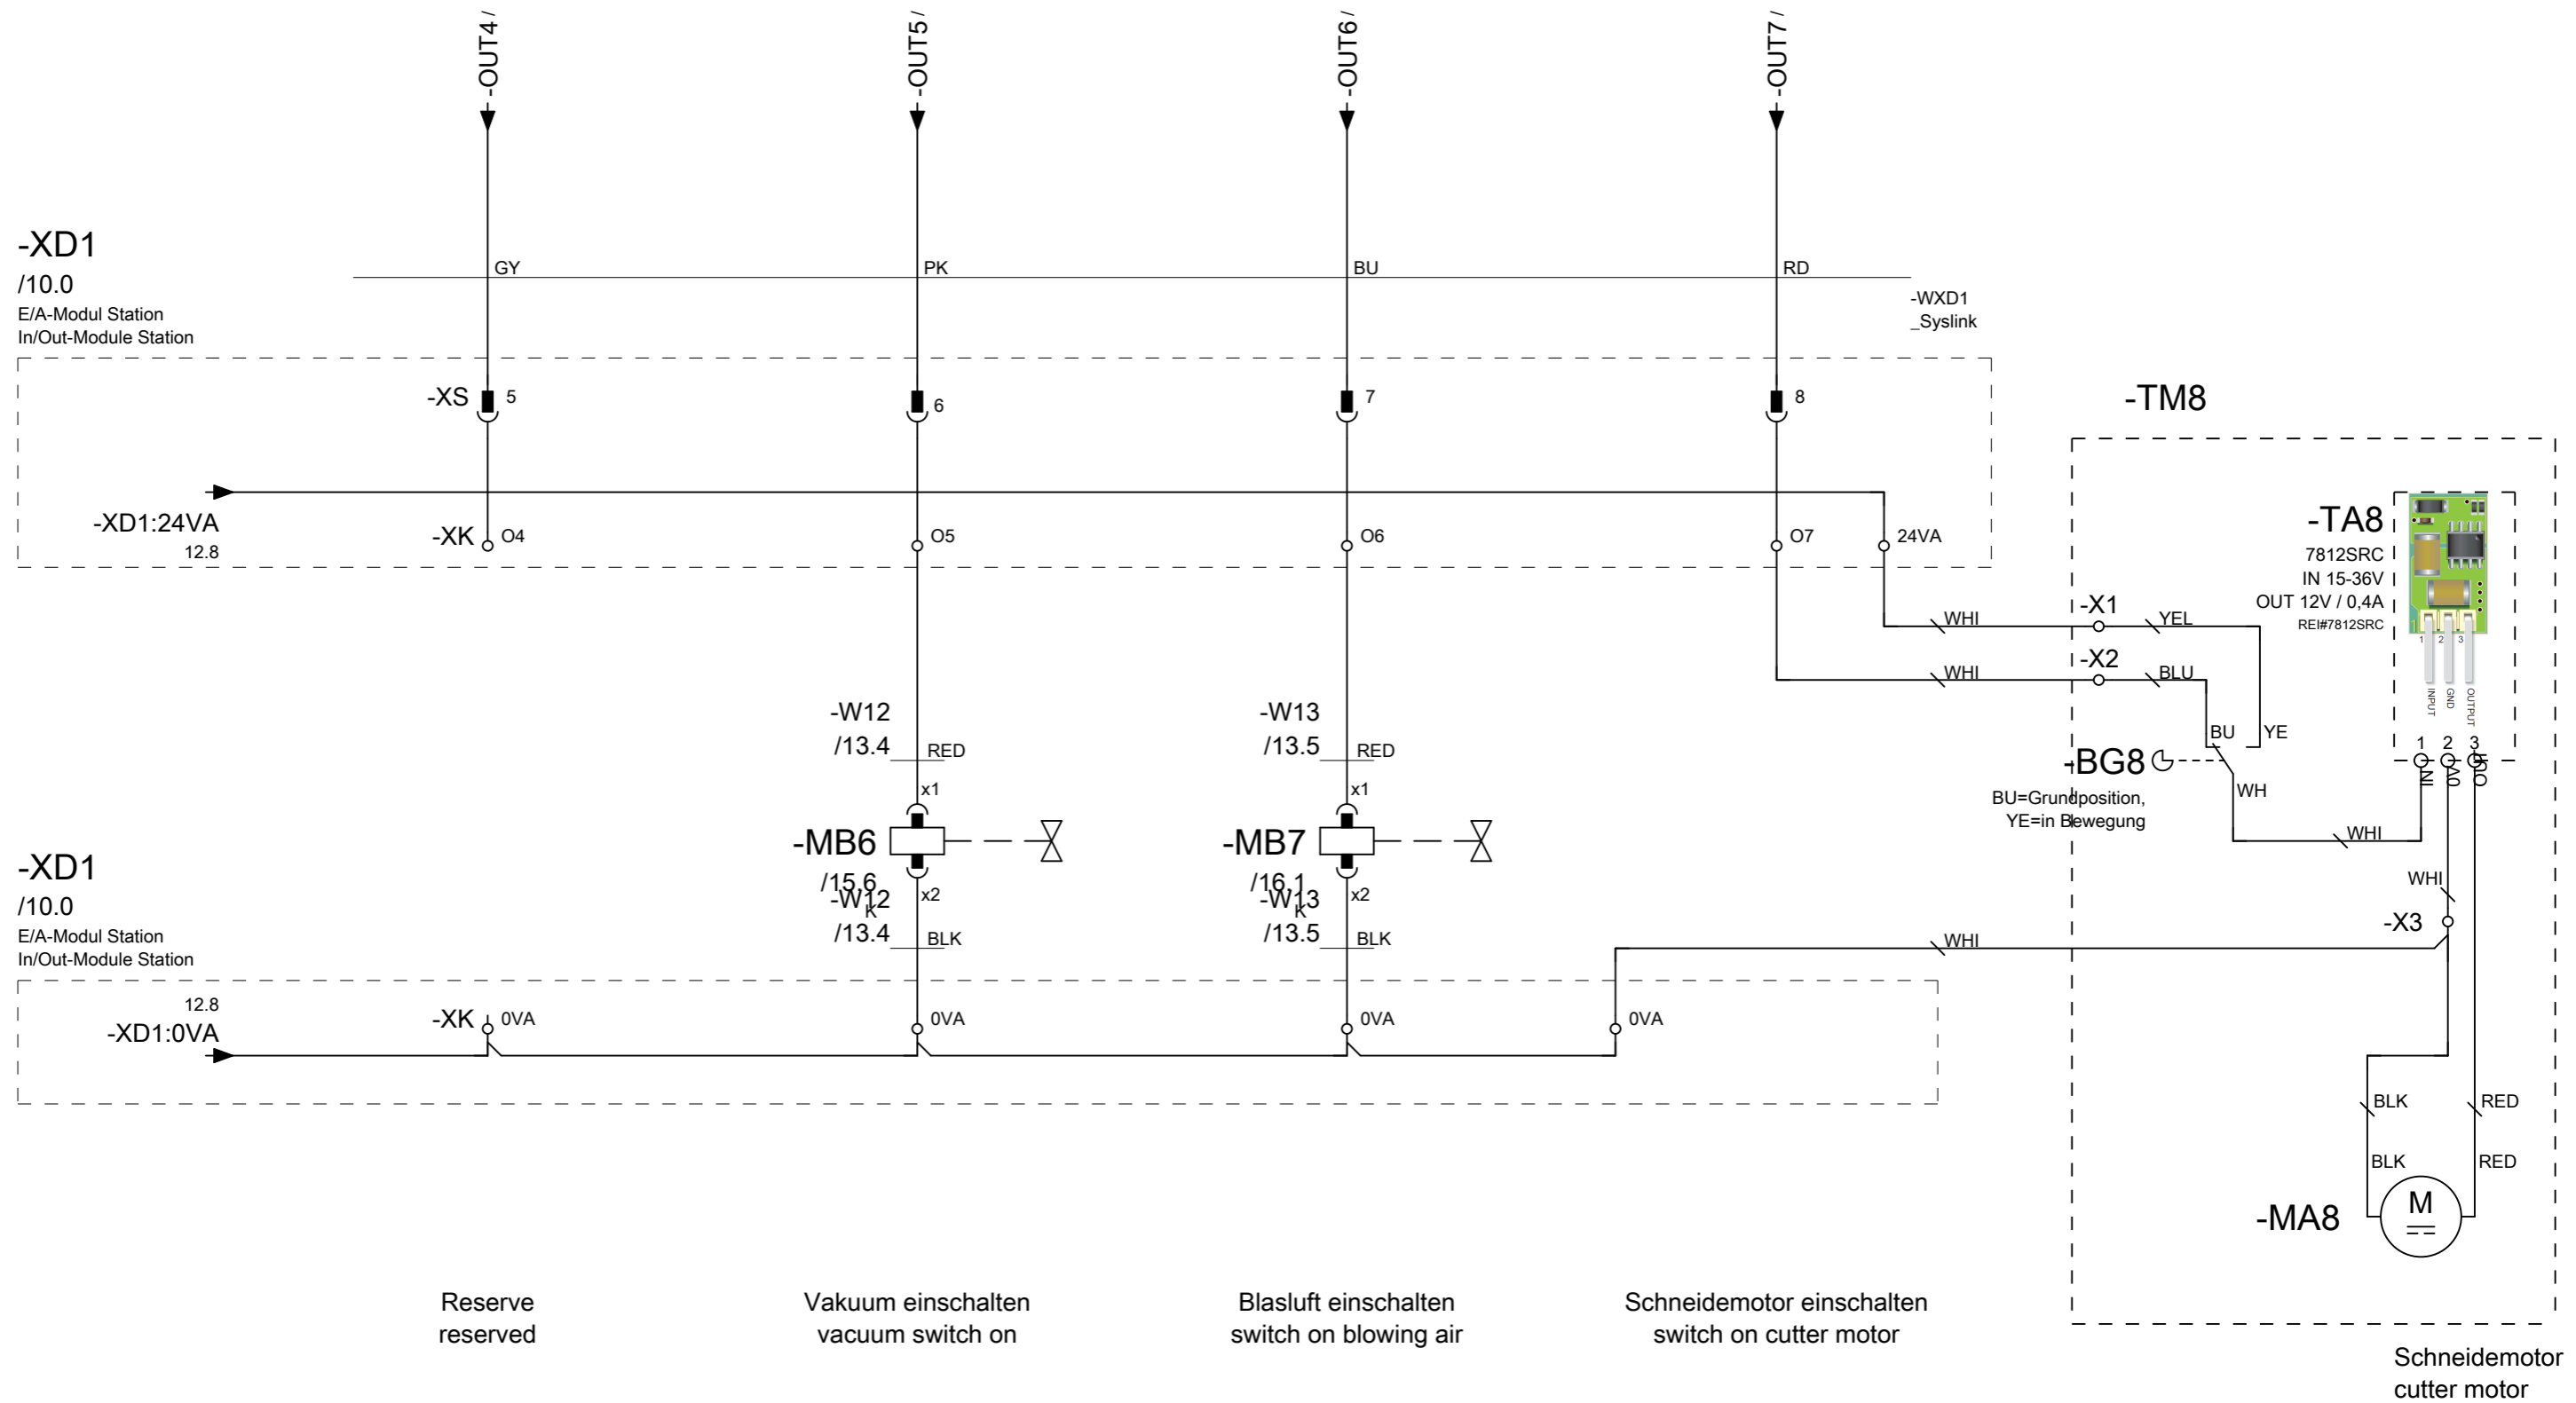 -OUT4 /
-OUT5 /
-OUT6 /
-OUT7 /
-XD1
/10.0
E/A-Modul Station
In/Out-Module Station
GY
PK
BU
RD
-WXD1
_Syslink
-XS
5
6
7
8
-XD1:24VA
12.8
-XK
O4
O5
O6
O7
24VA
-TM8
-TA8
7812SRC
IN 15-36V
OUT 12V / 0,4A
REI#7812SRC
1
1 2 3
INPUT
GND
OUTPUT
1 2 3
IN
0V
OUT
-X1
WHI
YEL
-X2
WHI
BLU
BU
YE
-BG8
WH
BU=Grundposition,
YE=in Bewegung
WHI
-W12
/13.4
RED
x1
-MB6
/15.6
K
x2
-W12
/13.4
BLK
-W13
/13.5
RED
x1
-MB7
/16.1
K
x2
-W13
/13.5
BLK
WHI
-X3
WHI
-XD1
/10.0
E/A-Modul Station
In/Out-Module Station
12.8
-XD1:0VA
-XK
0VA
0VA
0VA
0VA
BLK
RED
BLK
RED
-MA8
M
Reserve
reserved
Vakuum einschalten
vacuum switch on
Blasluft einschalten
switch on blowing air
Schneidemotor einschalten
switch on cutter motor
Schneidemotor
cutter motor